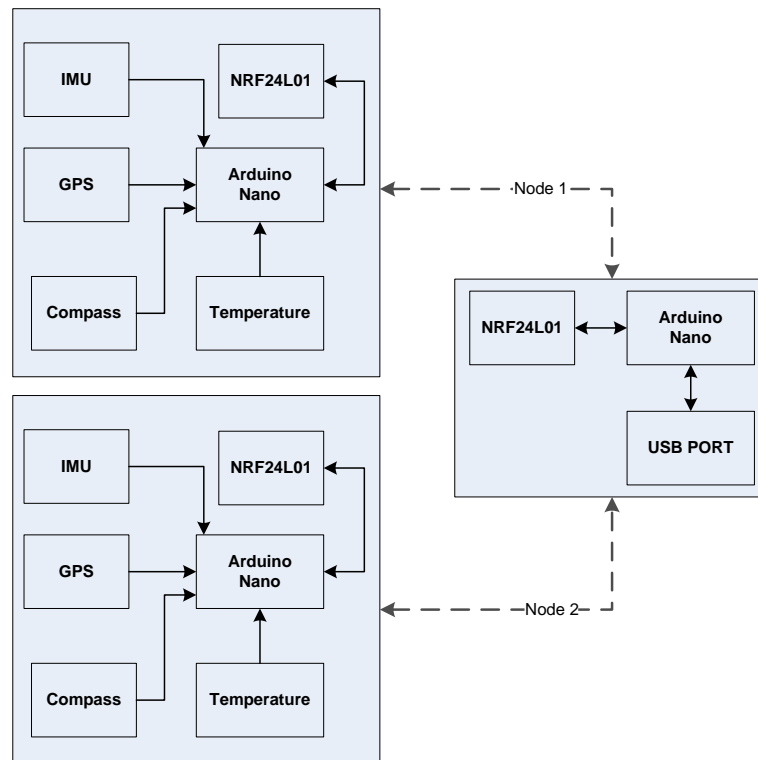 IMU
NRF24L01
GPS
Arduino
Nano
Compass
Temperature
Node 1
NRF24L01
Arduino
Nano
USB PORT
IMU
NRF24L01
GPS
Arduino
Nano
Compass
Temperature
Node 2